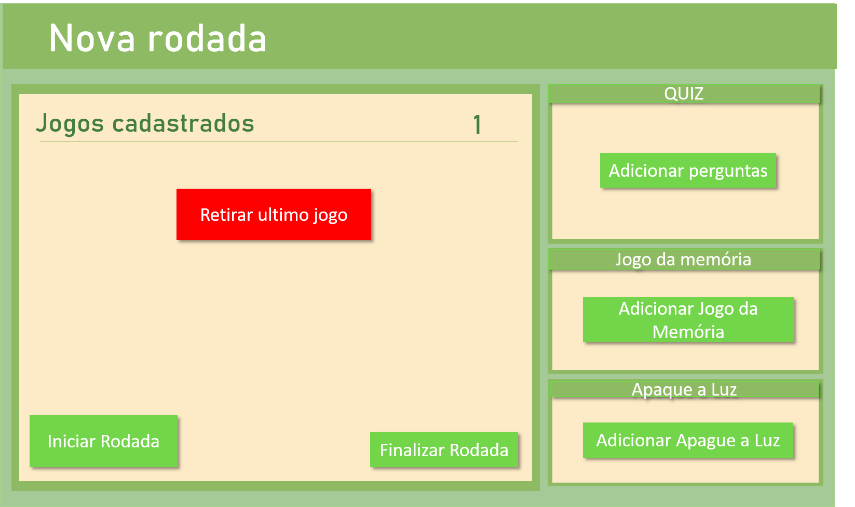 Nova rodada
Jogos cadastrados 1
Retirar ultimo jogo
Iniciar Rodada
Finalizar Rodada
QUIZ
Adicionar perguntas
Jogo da memória
Adicionar Jogo da
Memória
Apaque a Luz
Adicionar Apague a Luz